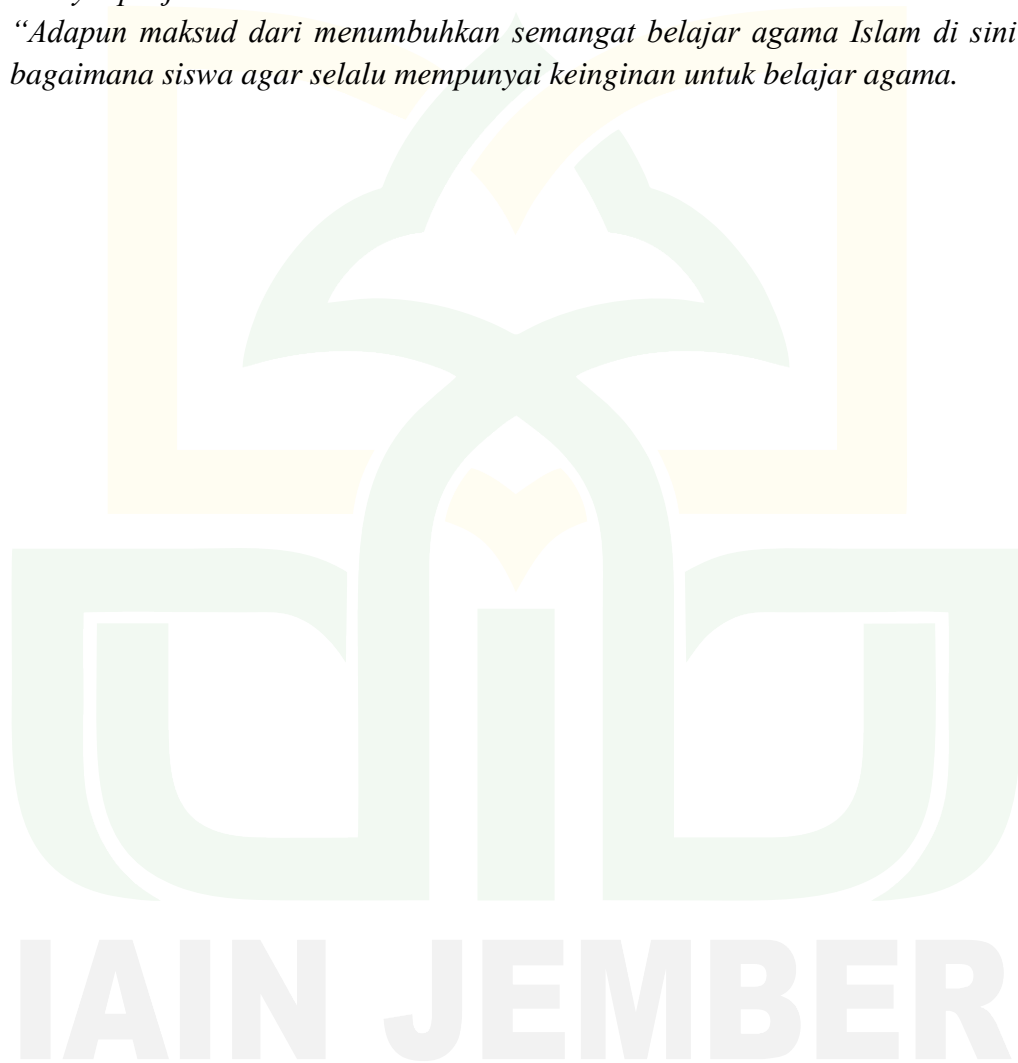 “Adapun maksud dari menumbuhkan semangat belajar agama Islam di sini
bagaimana siswa agar selalu mempunyai keinginan untuk belajar agama.
IAIN JEMBER